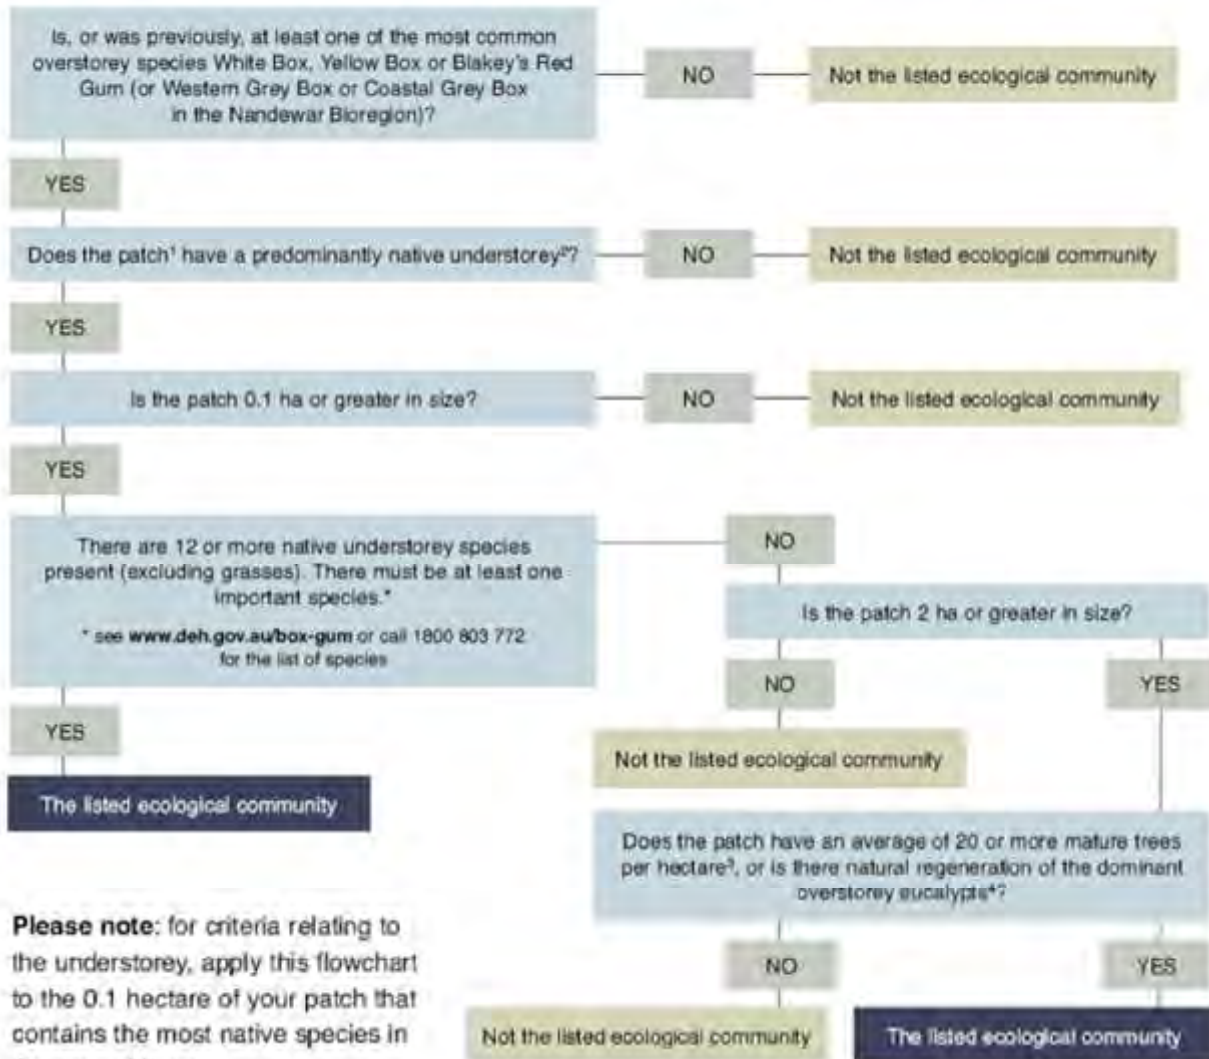 Is, or was previously, at least one of the most common
overstorey species White Box, Yellow Box or Blakey's Red
Gum (or Western Grey Box or Coastal Grey Box
in the Nandewar Bioregion)?
NO
Not the listed ecological community
YES
Does the patch¹ have a predominantly native understorey²?
NO
Not the listed ecological community
YES
Is the patch 0.1 ha or greater in size?
NO
Not the listed ecological community
YES
There are 12 or more native understorey species
present (excluding grasses). There must be at least one
important species.*
* see www.deh.gov.au/box-gum or call 1800 803 772
for the list of species
NO
Is the patch 2 ha or greater in size?
NO
YES
YES
Not the listed ecological community
The listed ecological community
Does the patch have an average of 20 or more mature trees
per hectare³, or is there natural regeneration of the dominant
overstorey eucalypts⁴?
Please note: for criteria relating to
the understorey, apply this flowchart
to the 0.1 hectare of your patch that
contains the most native species in
NO
YES
Not the listed ecological community
The listed ecological community